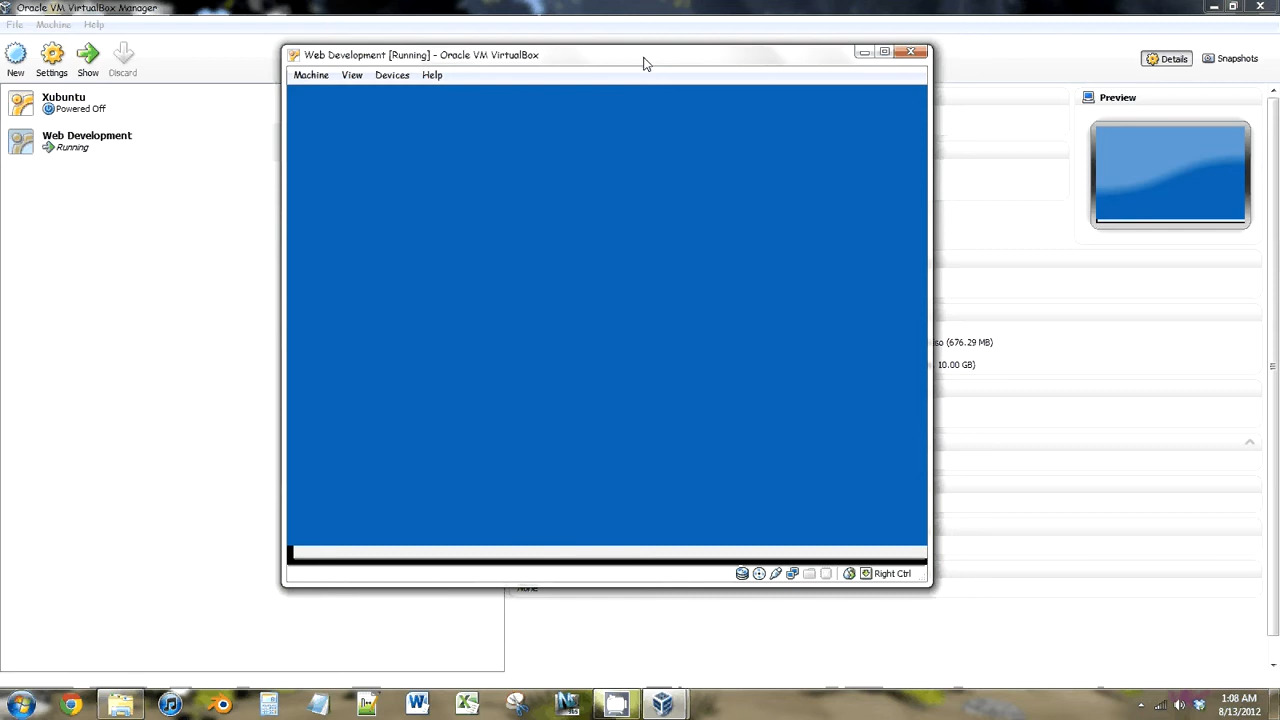 Oracle VM VirtualBox Manager
File Machine Help
New Settings Show Discard
Details Snapshots
Xubuntu
Powered Off
Web Development
Running
Web Development [Running] - Oracle VM VirtualBox
Machine View Devices Help
Preview
iso (676.29 MB)
10.00 GB)
Right Ctrl
None
1:08 AM
8/13/2012